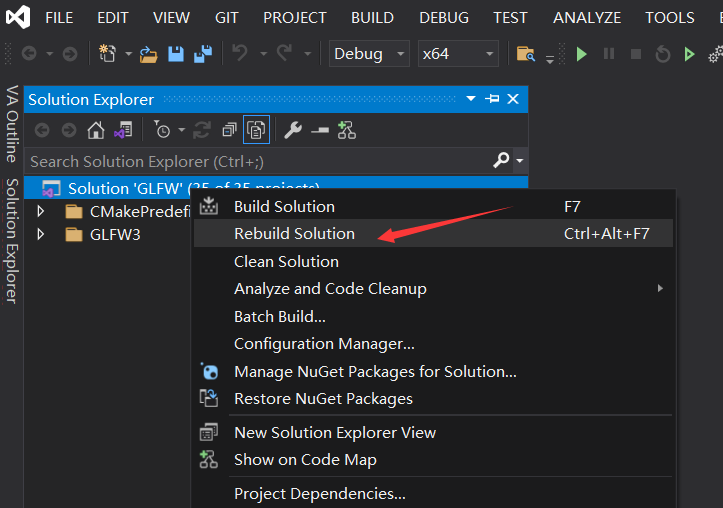 FILE EDIT VIEW GIT PROJECT BUILD DEBUG TEST ANALYZE TOOLS
Debug x64
VA Outline
Solution Explorer
Solution Explorer
Search Solution Explorer (Ctrl+;)
Solution 'GLFW' (35 of 35 projects)
CMakePredefi
GLFW3
Build Solution F7
Rebuild Solution Ctrl+Alt+F7
Clean Solution
Analyze and Code Cleanup
Batch Build...
Configuration Manager...
Manage NuGet Packages for Solution...
Restore NuGet Packages
New Solution Explorer View
Show on Code Map
Project Dependencies...